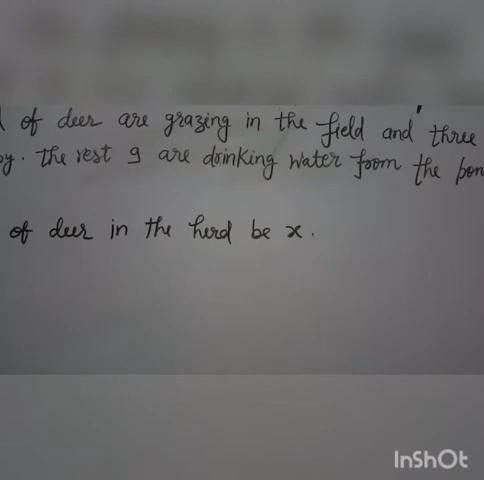 of deer are grazing in the field and three
The rest 9 are drinking water from the
of deer in the herd be x.
InShOt